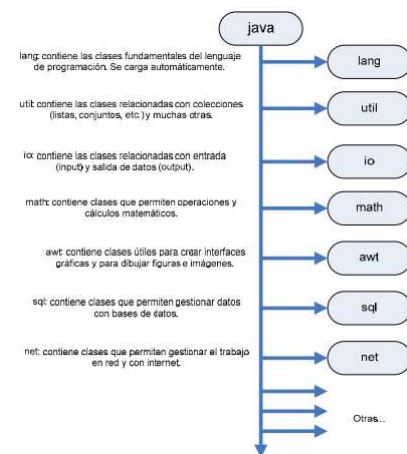 java
lang: contiene las clases fundamentales del lenguaje
de programación. Se carga automáticamente.
lang
util: contiene las clases relacionadas con colecciones
(listas, conjuntos, etc.) y muchas otras.
util
io: contiene las clases relacionadas con entrada
(input) y salida de datos (output).
io
math: contiene clases que permiten operaciones y
cálculos matemáticos.
math
awt: contiene clases útiles para crear interfaces
gráficas y para dibujar figuras e imágenes.
awt
sql: contiene clases que permiten gestionar datos
con bases de datos.
sql
net: contiene clases que permiten gestionar el trabajo
en red y con internet.
net
Otras...